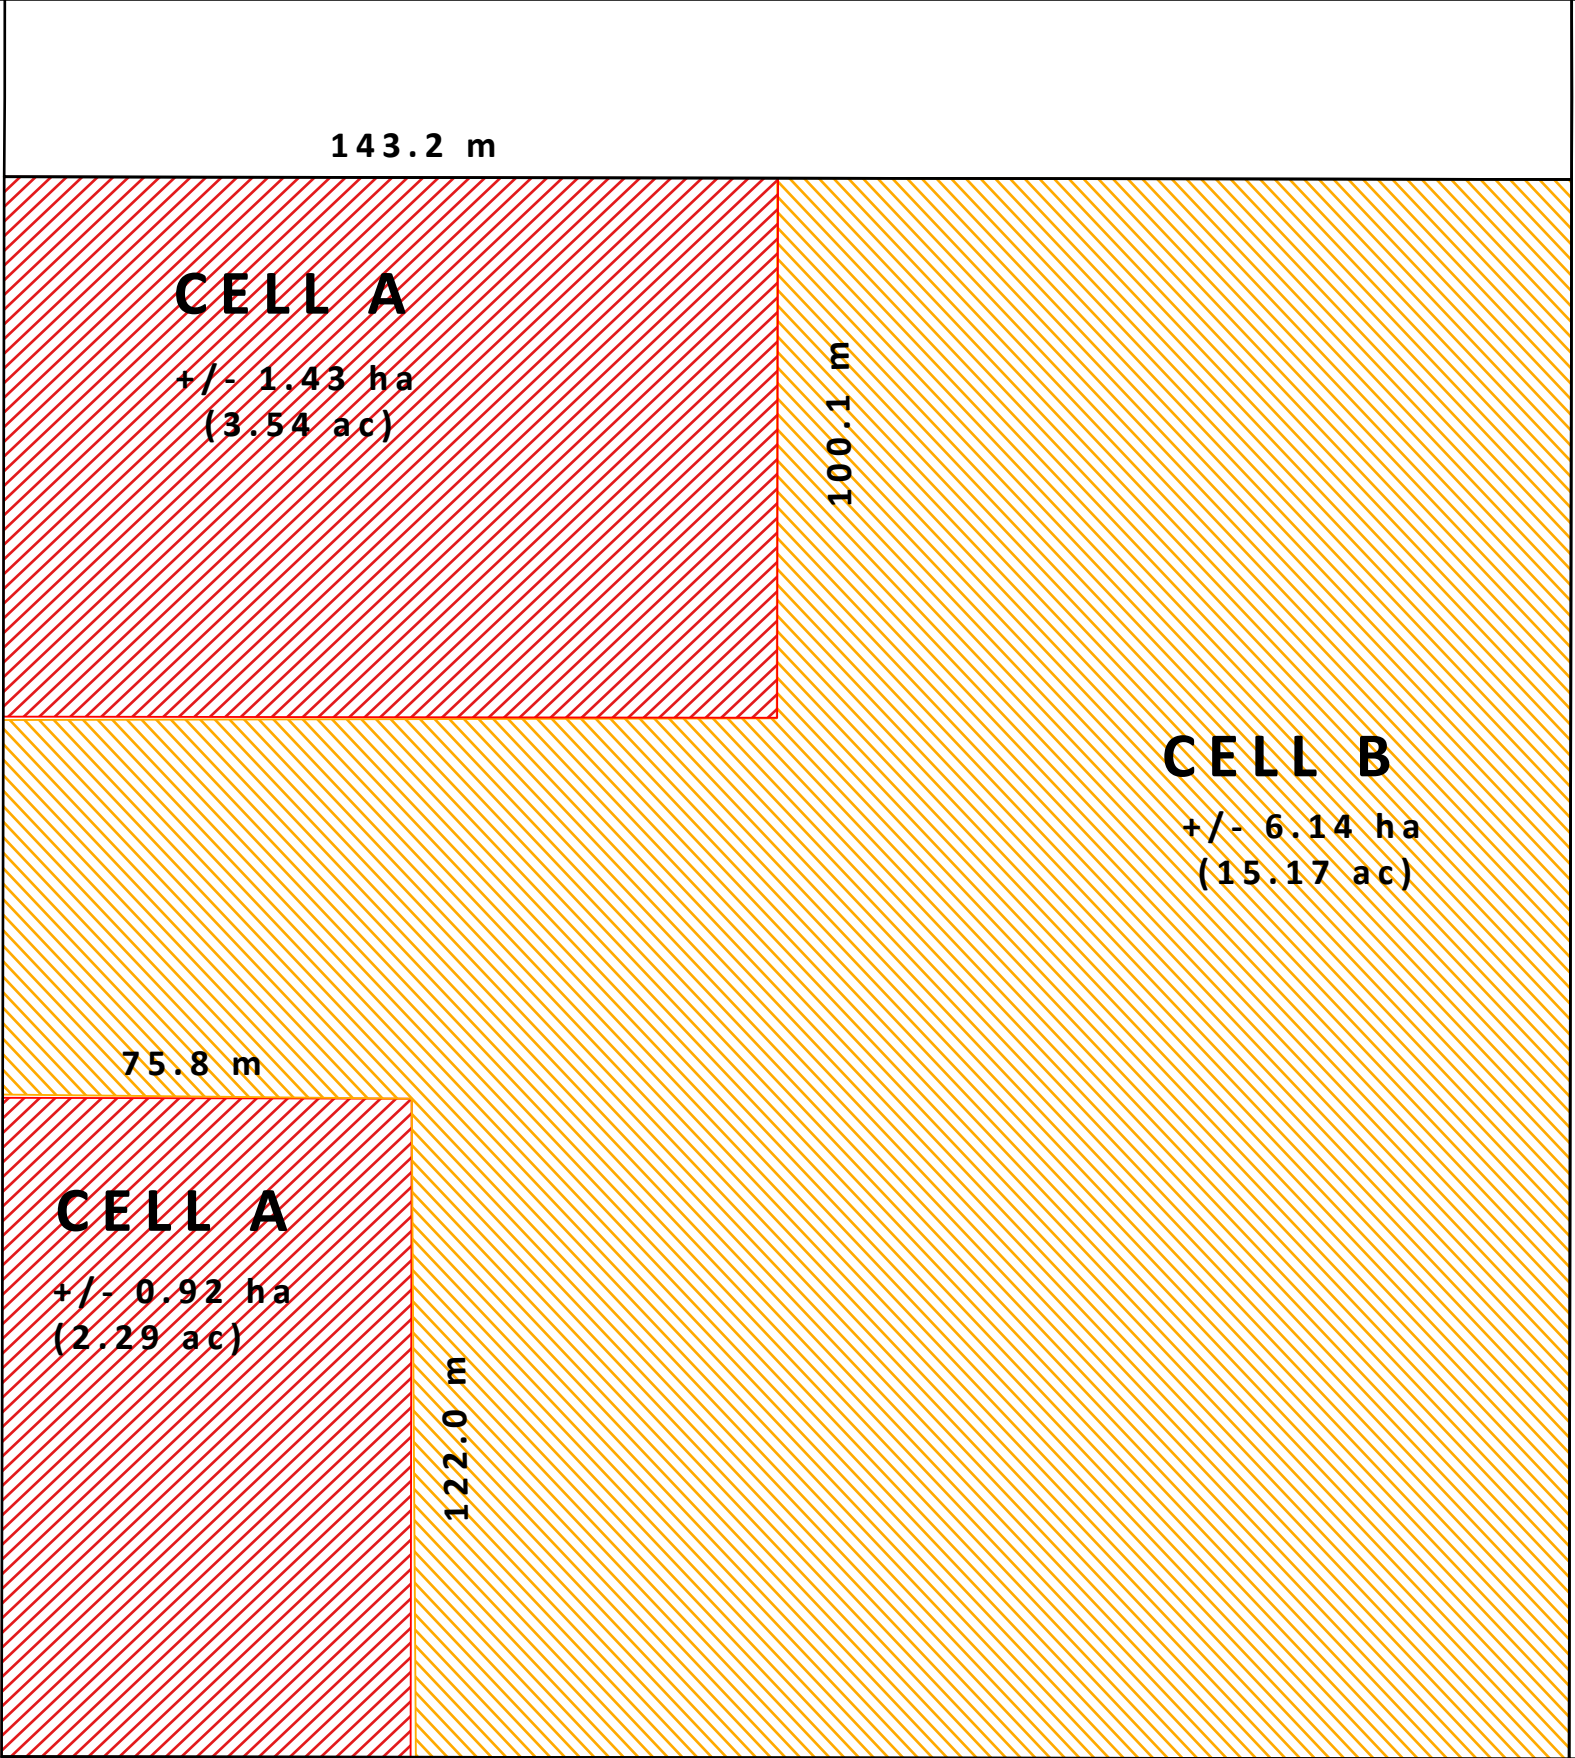 143.2 m
CELL A
+/- 1.43 ha
(3.54 ac)
100.1 m
CELL B
+/- 6.14 ha
(15.17 ac)
75.8 m
CELL A
+/- 0.92 ha
(2.29 ac)
122.0 m